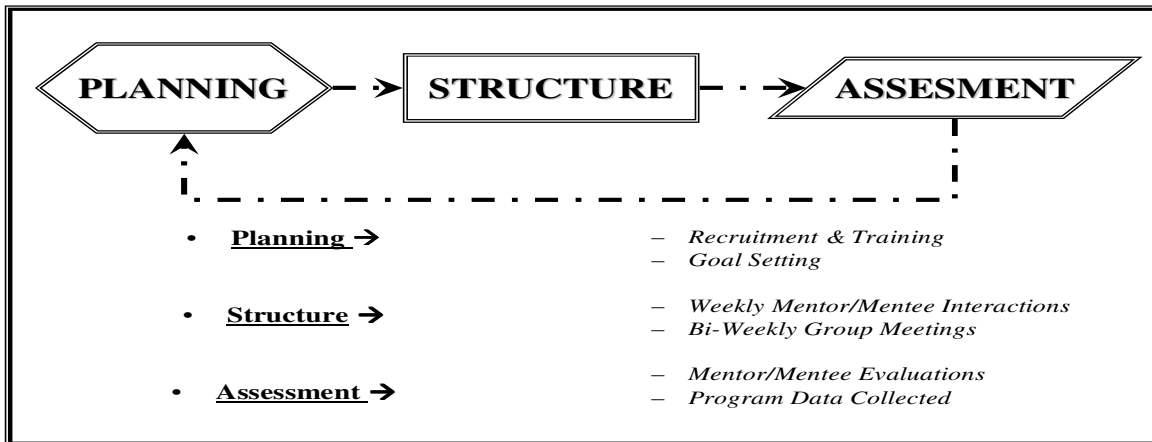 PLANNING STRUCTURE ASSESMENT
• Planning → – Recruitment & Training
– Goal Setting
• Structure → – Weekly Mentor/Mentee Interactions
– Bi-Weekly Group Meetings
• Assessment → – Mentor/Mentee Evaluations
– Program Data Collected